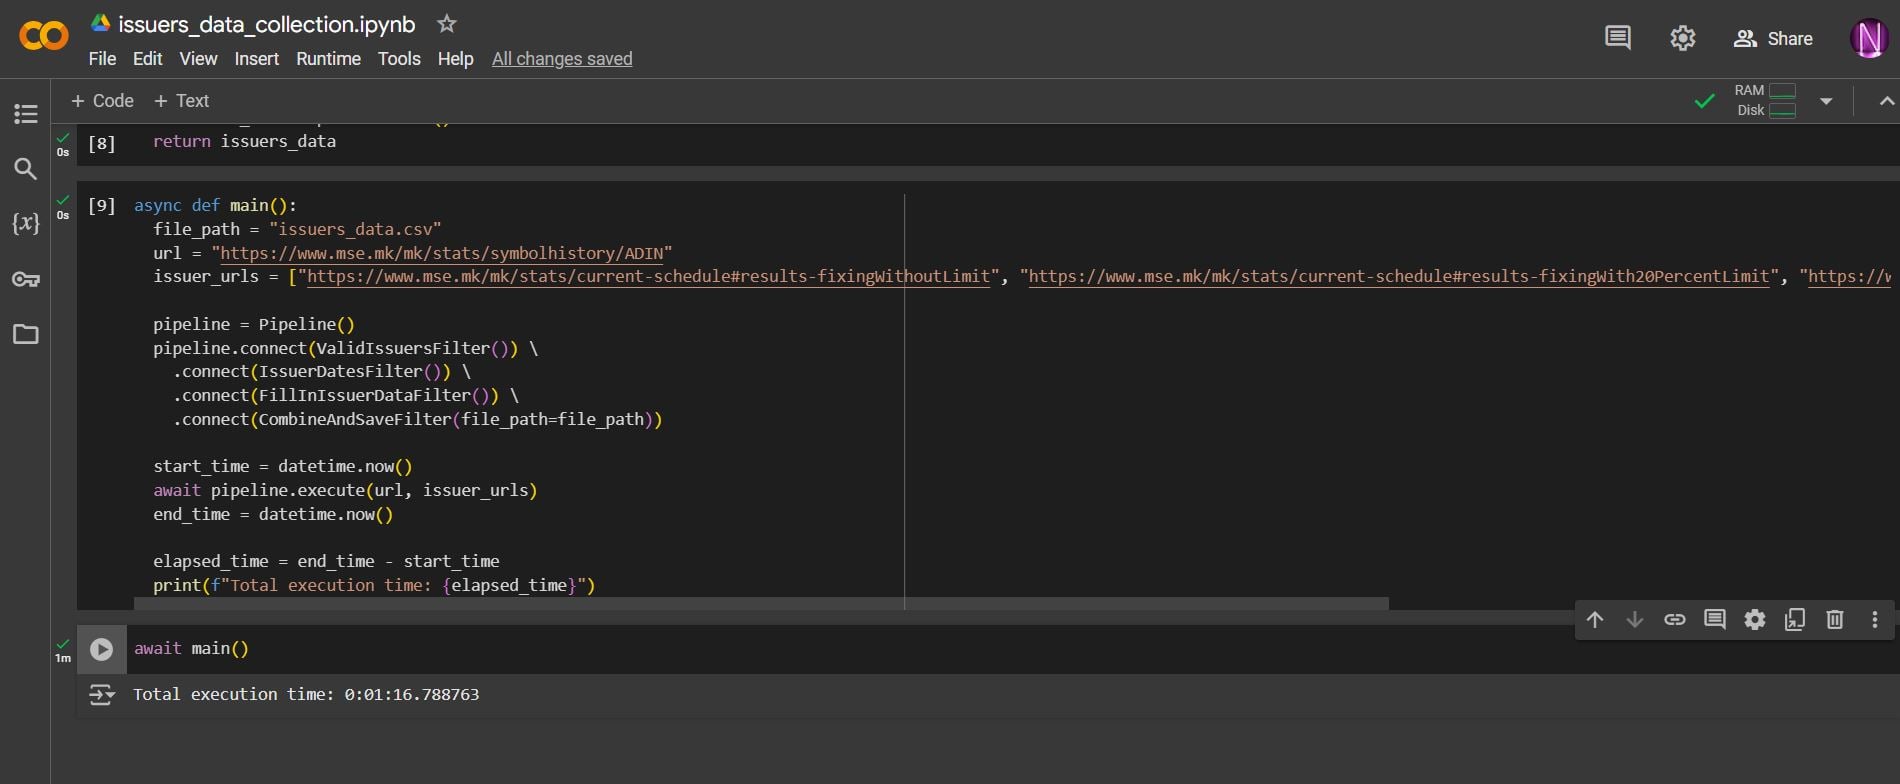 issuers_data_collection.ipynb
File Edit View Insert Runtime Tools Help All changes saved
Share
N
+ Code + Text
RAM
Disk
0s
[8] return issuers_data
0s
[9] async def main():
file_path = "issuers_data.csv"
url = "https://www.mse.mk/mk/stats/symbolhistory/ADIN"
issuer_urls = ["https://www.mse.mk/mk/stats/current-schedule#results-fixingWithoutLimit", "https://www.mse.mk/mk/stats/current-schedule#results-fixingWith20PercentLimit", "https://w
pipeline = Pipeline()
pipeline.connect(ValidIssuersFilter()) \
.connect(IssuerDatesFilter()) \
.connect(FillInIssuerDataFilter()) \
.connect(CombineAndSaveFilter(file_path=file_path))
start_time = datetime.now()
await pipeline.execute(url, issuer_urls)
end_time = datetime.now()
elapsed_time = end_time - start_time
print(f"Total execution time: {elapsed_time}")
1m
await main()
Total execution time: 0:01:16.788763